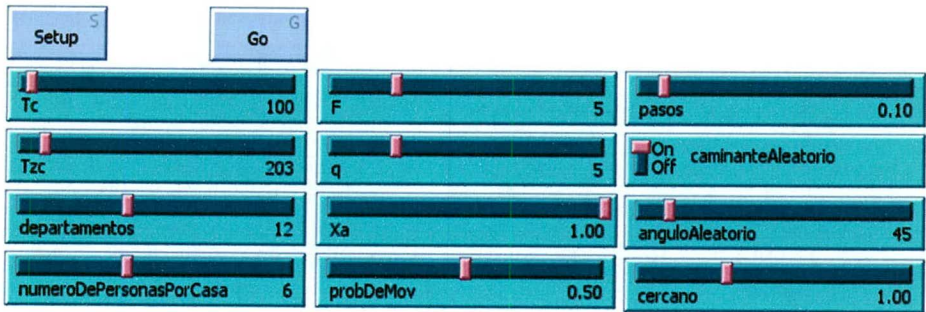 S
Setup
G
Go
Tc 100
F 5
pasos 0.10
Tzc 203
q 5
On
Off
caminanteAleatorio
departamentos 12
Xa 1.00
anguloAleatorio 45
numeroDePersonasPorCasa 6
probDeMov 0.50
cercano 1.00